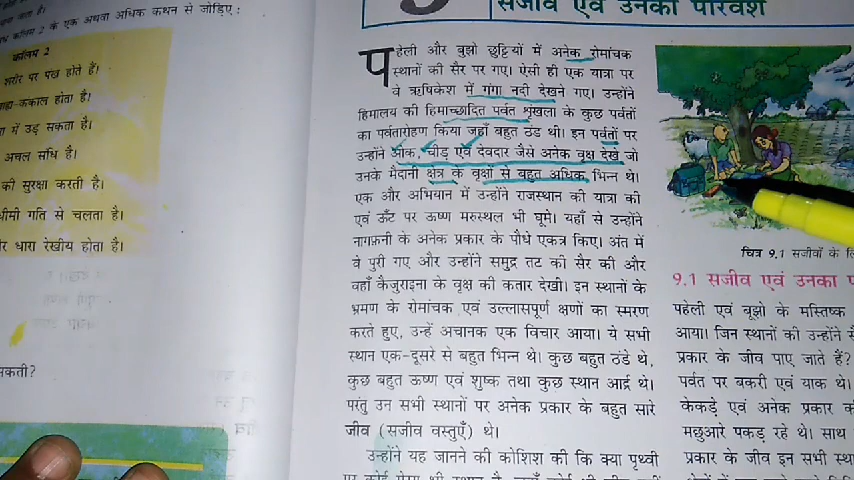 कॉलम 2 के एक अथवा अधिक कथन से जोड़िए :
कॉलम 2
शरीर पर पंख होते हैं।
बाह्य-कंकाल होता है।
में उड़ सकता है।
अचल संधि है।
की सुरक्षा करती है।
धीमी गति से चलता है।
धारा रेखीय होता है।
सकती?
सजीव एवं उनका परिवेश
पहेली और बूझो छुट्टियों में अनेक रोमांचक
स्थानों की सैर पर गए। ऐसी ही एक यात्रा पर
वे ऋषिकेश में गंगा नदी देखने गए। उन्होंने
हिमालय की हिमाच्छादित पर्वत शृंखला के कुछ पर्वतों
का पर्वतारोहण किया जहाँ बहुत ठंड थी। इन पर्वतों पर
उन्होंने ओक, चीड़ एवं देवदार जैसे अनेक वृक्ष देखे जो
उनके मैदानी क्षेत्र के वृक्षों से बहुत अधिक भिन्न थे।
एक और अभियान में उन्होंने राजस्थान की यात्रा की
एवं ऊँट पर ऊष्ण मरुस्थल भी घूमे। यहाँ से उन्होंने
नागफनी के अनेक प्रकार के पौधे एकत्र किए। अंत में
वे पुरी गए और उन्होंने समुद्र तट की सैर की और
वहाँ कैजुराइना के वृक्ष की कतार देखी। इन स्थानों के
भ्रमण के रोमांचक एवं उल्लासपूर्ण क्षणों का स्मरण
करते हुए, उन्हें अचानक एक विचार आया। ये सभी
स्थान एक-दूसरे से बहुत भिन्न थे। कुछ बहुत ठंडे थे,
कुछ बहुत ऊष्ण एवं शुष्क तथा कुछ स्थान आर्द्र थे।
परंतु उन सभी स्थानों पर अनेक प्रकार के बहुत सारे
जीव (सजीव वस्तुएँ) थे।
उन्होंने यह जानने की कोशिश की कि क्या पृथ्वी
चित्र 9.1 सजीवों के
9.1 सजीव एवं उनका
पहेली एवं बूझो के मस्तिष्क
आया। जिन स्थानों की उन्होंने
प्रकार के जीव पाए जाते हैं?
पर्वत पर बकरी एवं याक थे।
केकड़े एवं अनेक प्रकार
मछुआरे पकड़ रहे थे। साथ
प्रकार के जीव इन सभी